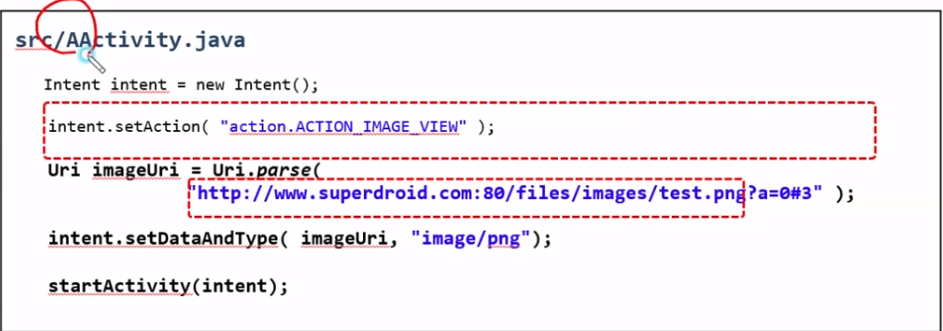 src/AActivity.java
Intent intent = new Intent();
intent.setAction( "action.ACTION_IMAGE_VIEW" );
Uri imageUri = Uri.parse(
"http://www.superdroid.com:80/files/images/test.png?a=0#3" );
intent.setDataAndType( imageUri, "image/png");
startActivity(intent);